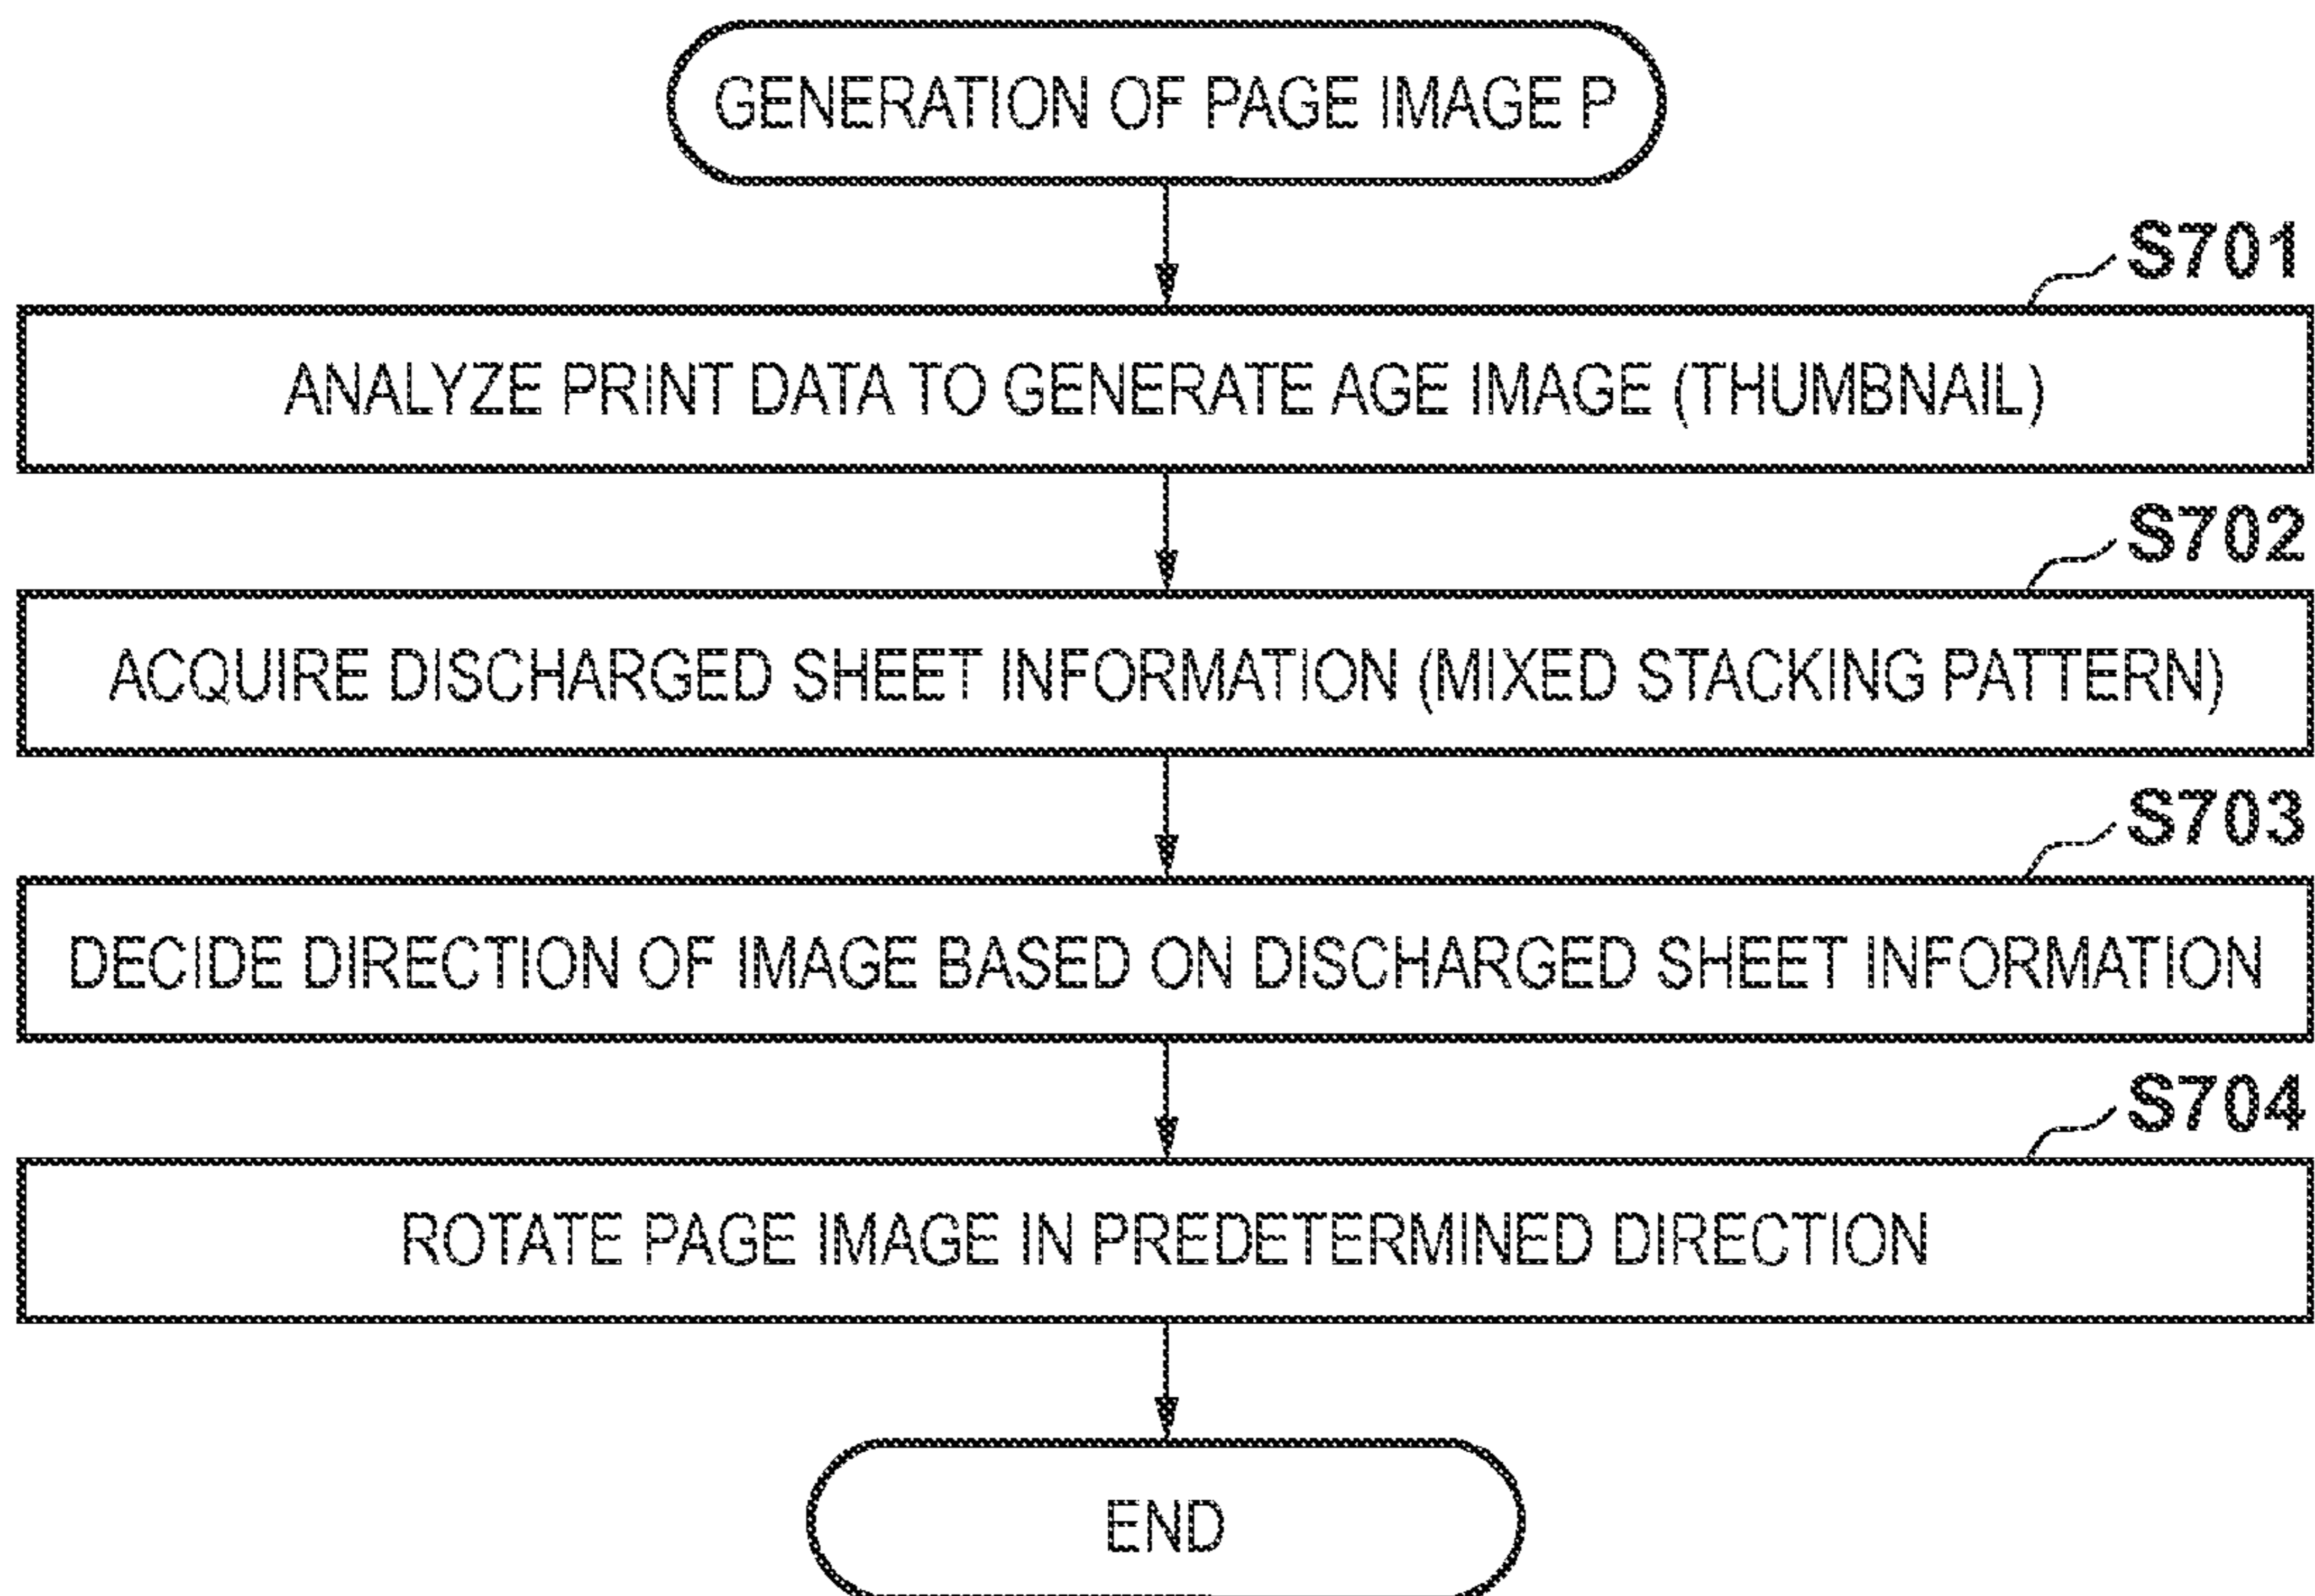 GENERATION OF PAGE IMAGE P
S701
ANALYZE PRINT DATA TO GENERATE AGE IMAGE (THUMBNAIL)
S702
ACQUIRE DISCHARGED SHEET INFORMATION (MIXED STACKING PATTERN)
S703
DECIDE DIRECTION OF IMAGE BASED ON DISCHARGED SHEET INFORMATION
S704
ROTATE PAGE IMAGE IN PREDETERMINED DIRECTION
END